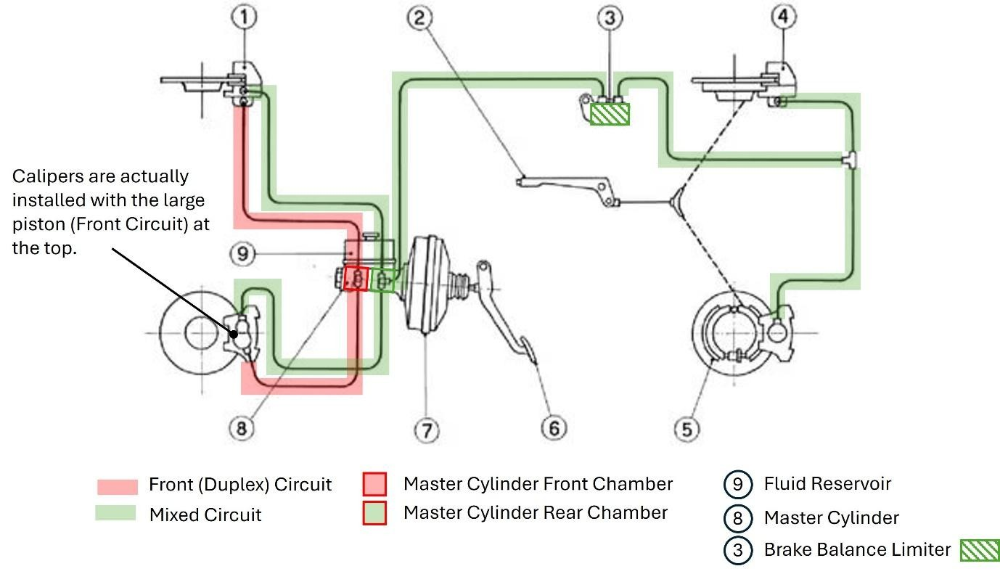 1
2
3
4
Calipers are actually
installed with the large
piston (Front Circuit) at
the top.
9
8
7
6
5
Front (Duplex) Circuit
Master Cylinder Front Chamber
9 Fluid Reservoir
Mixed Circuit
Master Cylinder Rear Chamber
8 Master Cylinder
3 Brake Balance Limiter